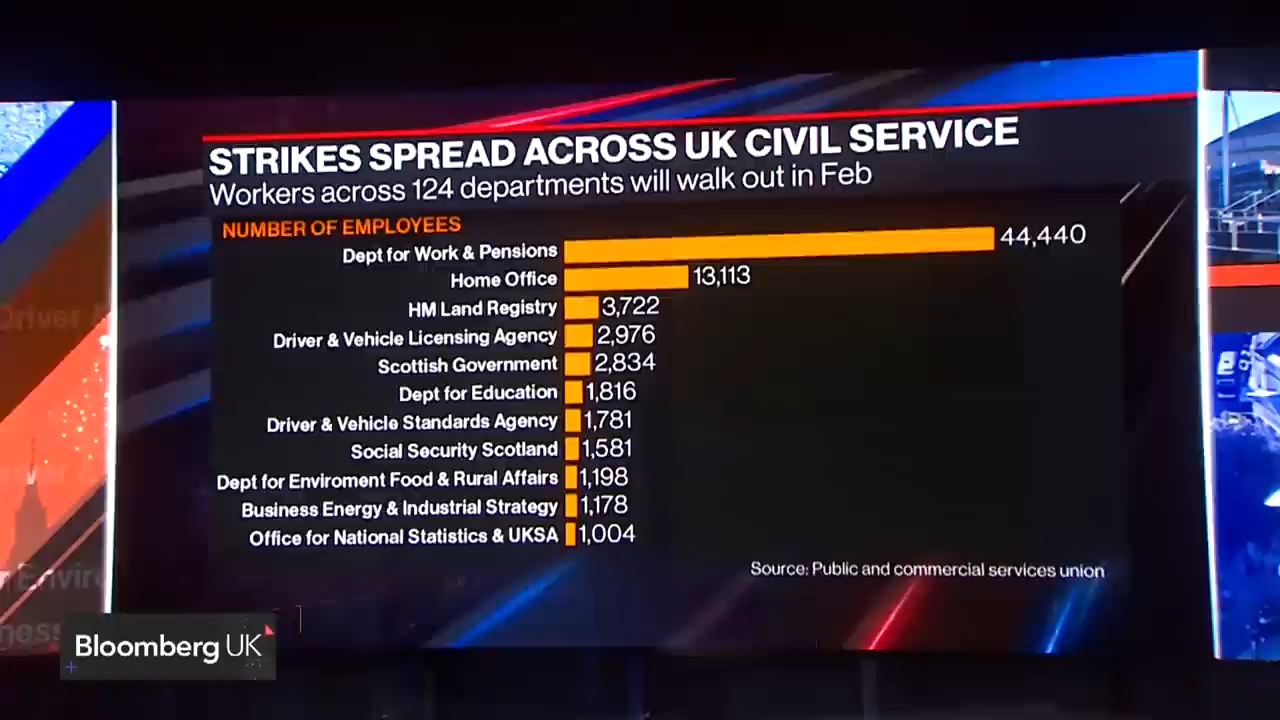 STRIKES SPREAD ACROSS UK CIVIL SERVICE
Workers across 124 departments will walk out in Feb
NUMBER OF EMPLOYEES
Dept for Work & Pensions 44,440
Home Office 13,113
HM Land Registry 3,722
Driver & Vehicle Licensing Agency 2,976
Scottish Government 2,834
Dept for Education 1,816
Driver & Vehicle Standards Agency 1,781
Social Security Scotland 1,581
Dept for Enviroment Food & Rural Affairs 1,198
Business Energy & Industrial Strategy 1,178
Office for National Statistics & UKSA 1,004
Source: Public and commercial services union
Driver
Bloomberg UK